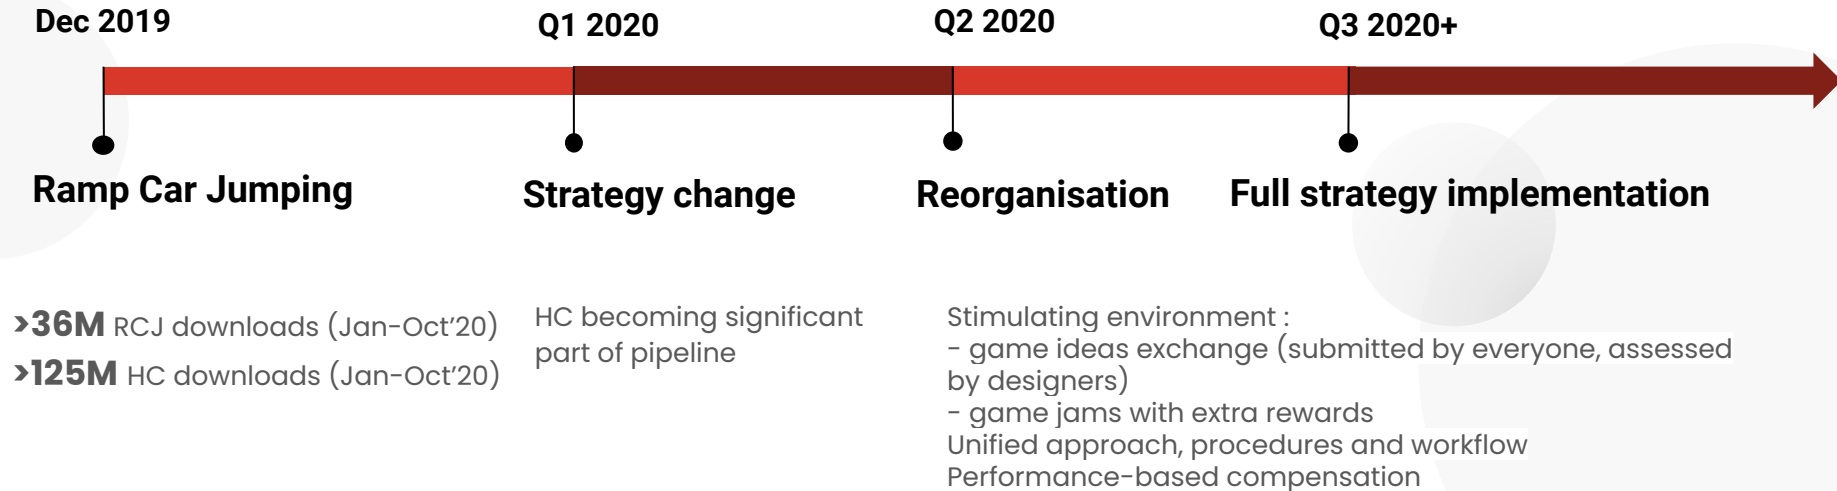 Dec 2019
Q1 2020
Q2 2020
Q3 2020+
Ramp Car Jumping
Strategy change
Reorganisation
Full strategy implementation
>36M RCJ downloads (Jan-Oct'20)
>125M HC downloads (Jan-Oct'20)
HC becoming significant
part of pipeline
Stimulating environment :
- game ideas exchange (submitted by everyone, assessed
by designers)
- game jams with extra rewards
Unified approach, procedures and workflow
Performance-based compensation